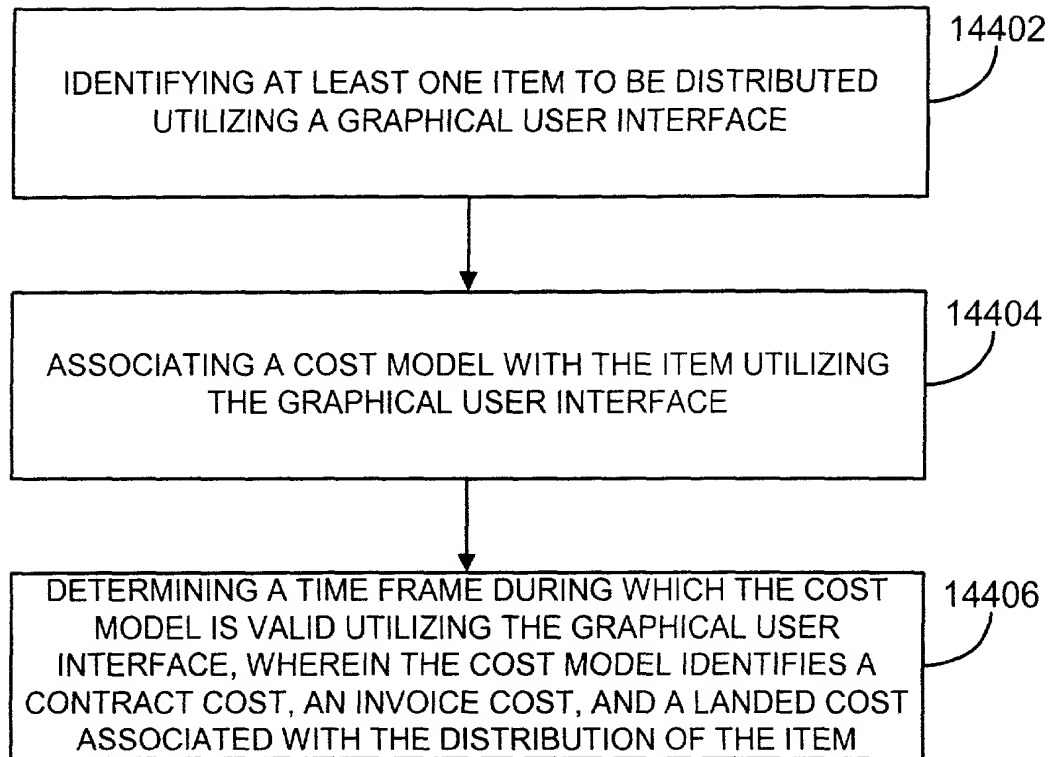 14402
IDENTIFYING AT LEAST ONE ITEM TO BE DISTRIBUTED
UTILIZING A GRAPHICAL USER INTERFACE
14404
ASSOCIATING A COST MODEL WITH THE ITEM UTILIZING
THE GRAPHICAL USER INTERFACE
14406
DETERMINING A TIME FRAME DURING WHICH THE COST
MODEL IS VALID UTILIZING THE GRAPHICAL USER
INTERFACE, WHEREIN THE COST MODEL IDENTIFIES A
CONTRACT COST, AN INVOICE COST, AND A LANDED COST
ASSOCIATED WITH THE DISTRIBUTION OF THE ITEM